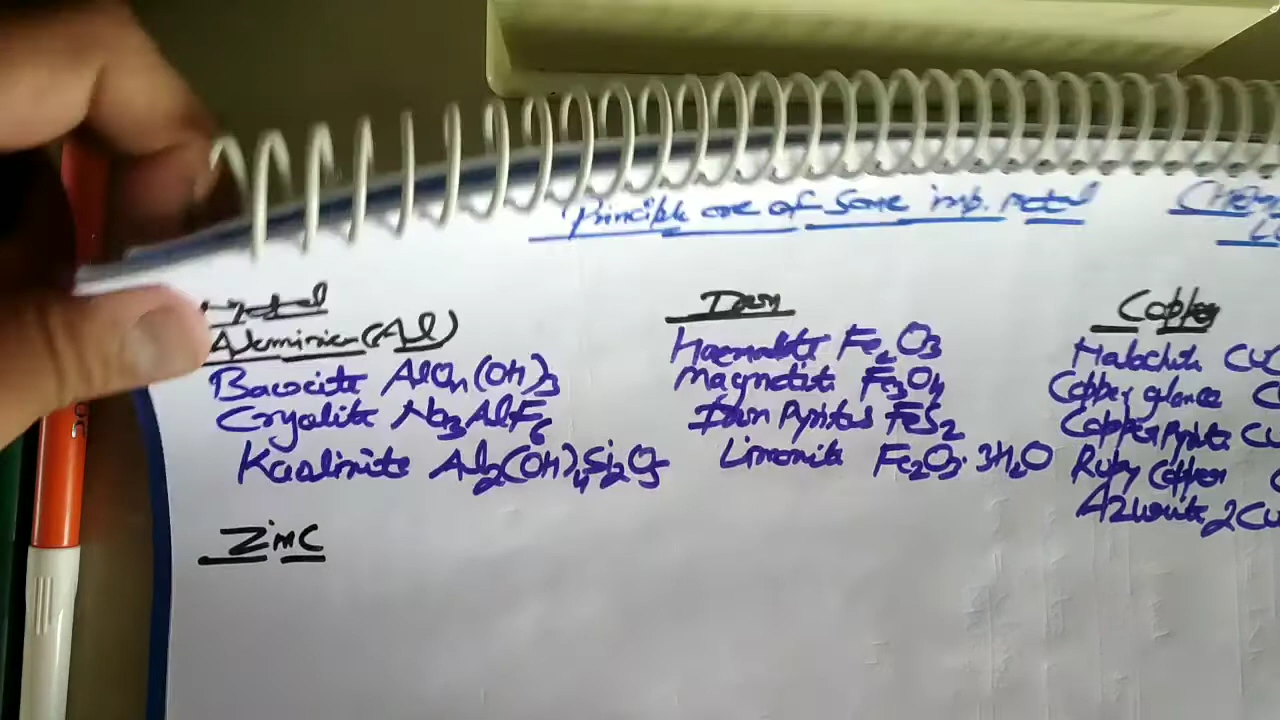 Principle ore of Some imp. metal
Metal
Aluminium (Al)
Bauxite AlOn(OH)3
Cryolite Na3AlF6
Kaolinite Al2(OH)4Si2O5
Zinc
Iron
Haematite Fe2O3
Magnetite Fe3O4
Iron Pyrites FeS2
Limonite Fe2O3·3H2O
Copper
Malachite
Copper glance
Copper Pyrite
Ruby Copper
Azurite